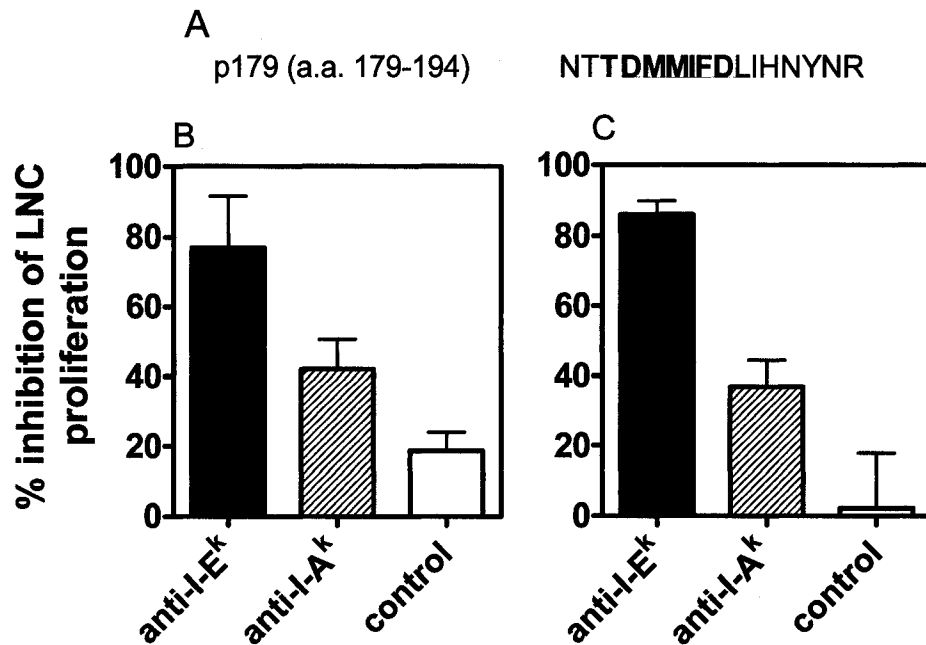 A
p179 (a.a. 179-194) NTTDMMIFDLIHNYNR
B
C
% inhibition of LNC proliferation
100
80
60
40
20
0
anti-I-Eᵏ
anti-I-Aᵏ
control
100
80
60
40
20
0
anti-I-Eᵏ
anti-I-Aᵏ
control